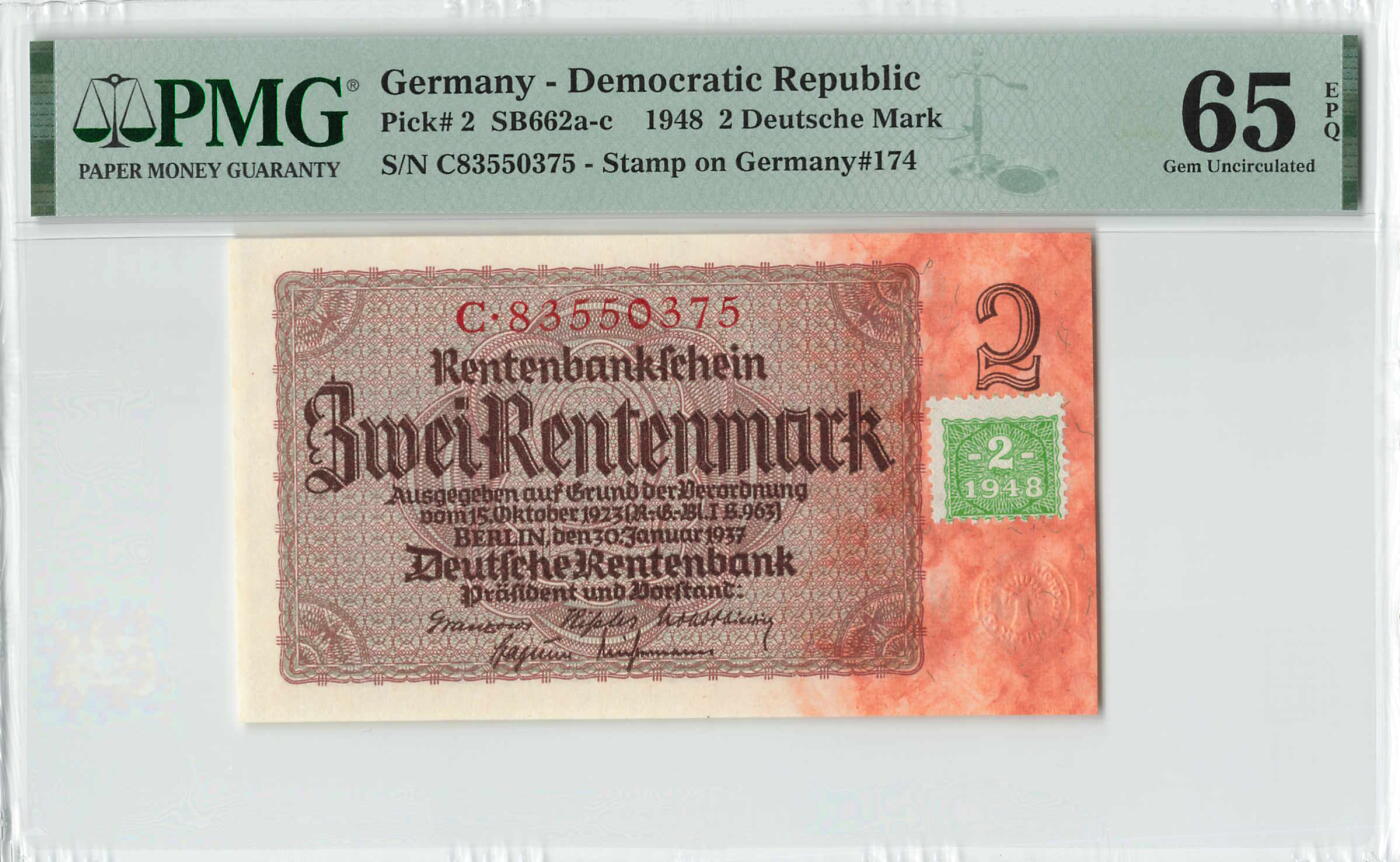 PMG®
PAPER MONEY GUARANTY
Germany - Democratic Republic
Pick# 2 SB662a-c 1948 2 Deutsche Mark
S/N C83550375 - Stamp on Germany#174
65
EPQ
Gem Uncirculated
C·83550375
2
Rentenbankschein
Zwei Rentenmark
-2-
1948
Ausgegeben auf Grund der Verordnung
vom 15. Oktober 1923 (R.-G.-Bl. I S. 963)
BERLIN, den 30. Januar 1937
Deutsche Rentenbank
Präsident und Vorstand: